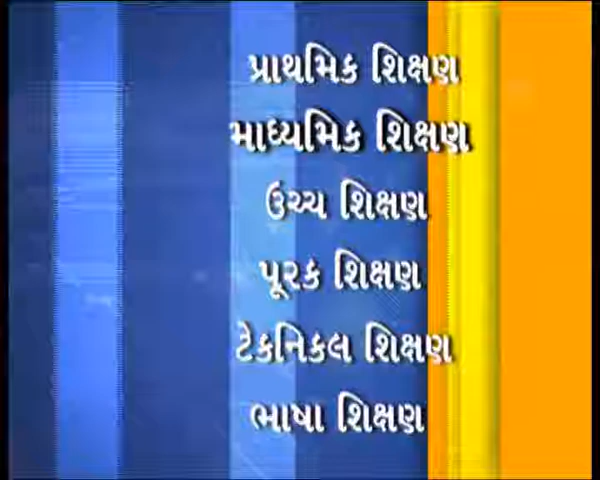 પ્રાથમિક શિક્ષણ
માધ્યમિક શિક્ષણ
ઉચ્ચ શિક્ષણ
પૂરક શિક્ષણ
ટેકનિકલ શિક્ષણ
ભાષા શિક્ષણ